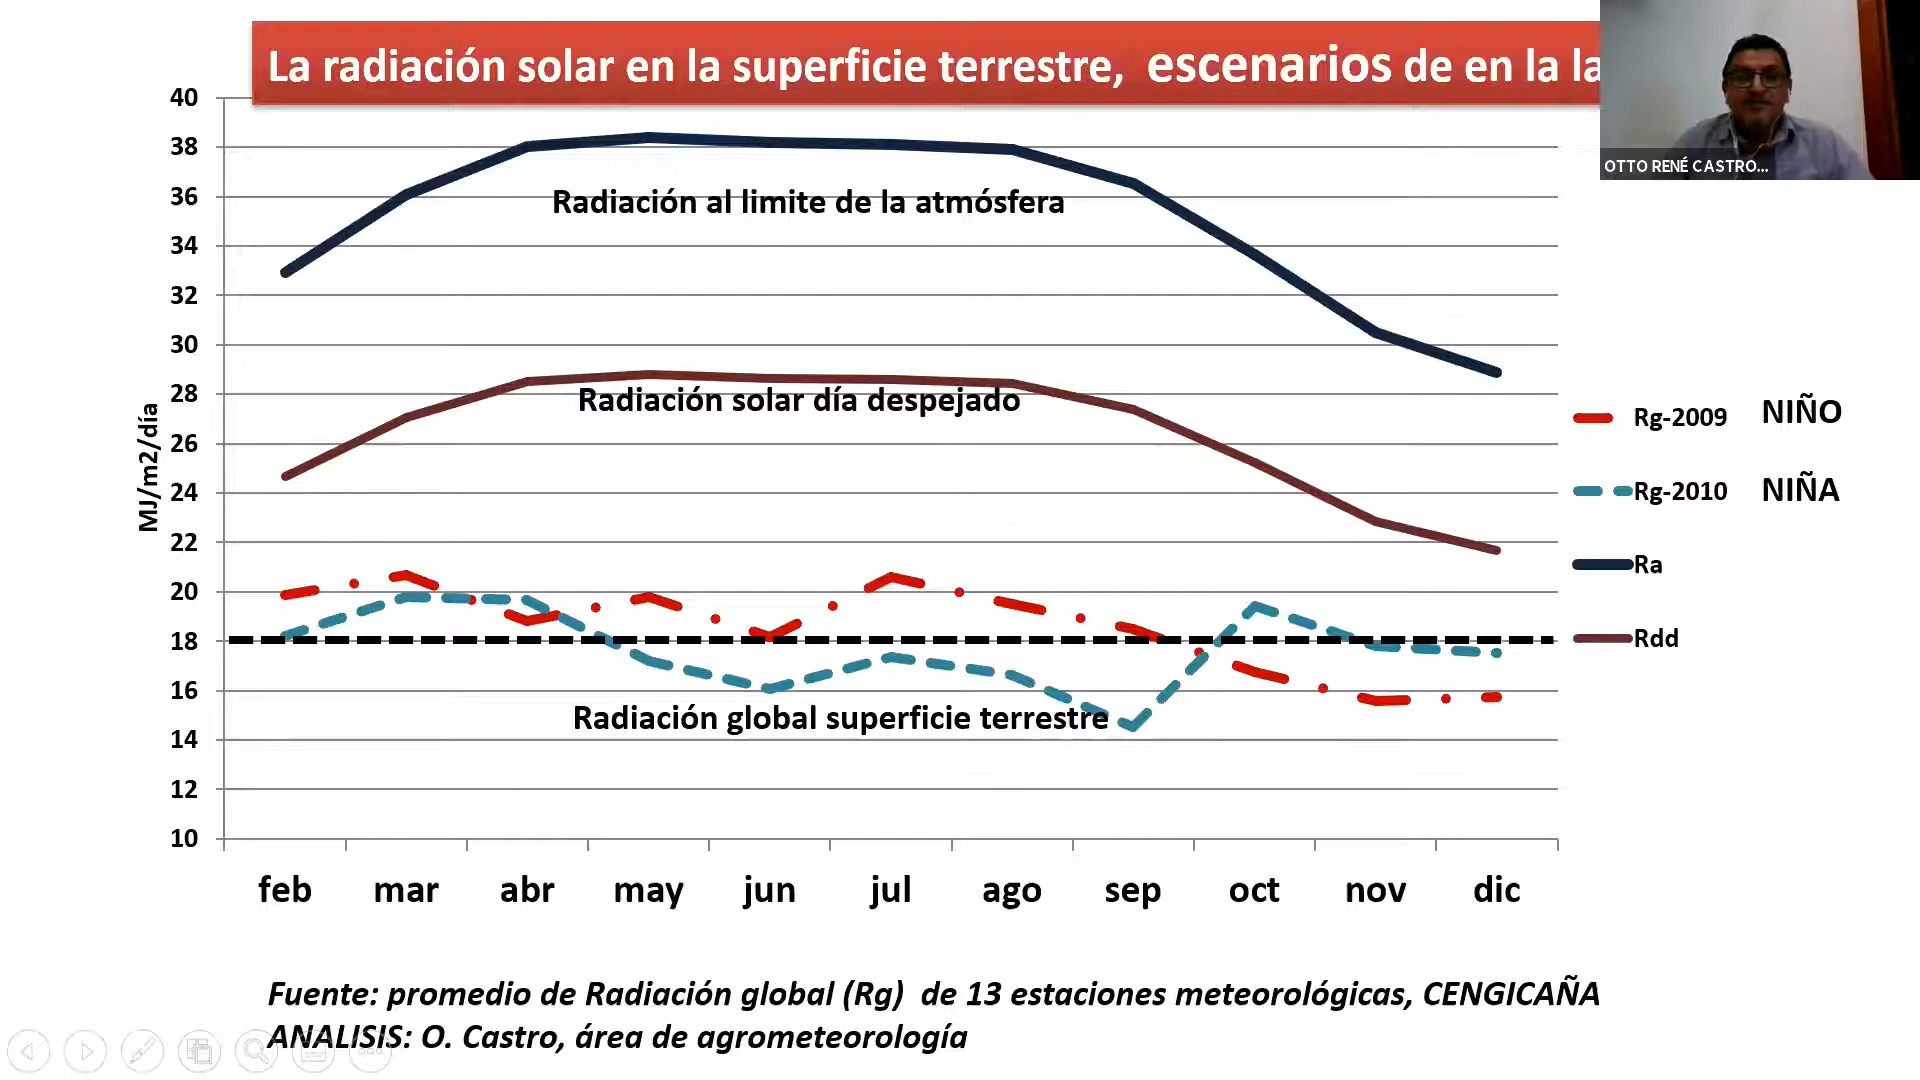 La radiación solar en la superficie terrestre, escenarios de en la la
OTTO RENÉ CASTRO...
40
38
36
34
32
30
28
26
24
22
20
18
16
14
12
10
MJ/m2/día
Radiación al limite de la atmósfera
Radiación solar día despejado
Radiación global superficie terrestre
Rg-2009 NIÑO
Rg-2010 NIÑA
Ra
Rdd
feb mar abr may jun jul ago sep oct nov dic
Fuente: promedio de Radiación global (Rg) de 13 estaciones meteorológicas, CENGICAÑA
ANALISIS: O. Castro, área de agrometeorología